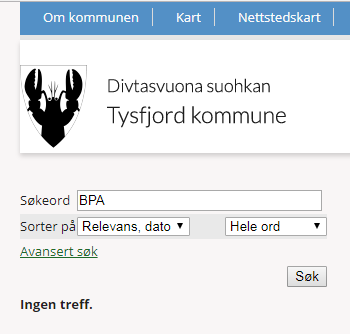 Om kommunen Kart Nettstedskart
Divtasvuona suohkan
Tysfjord kommune
Søkeord BPA
Sorter på Relevans, dato Hele ord
Avansert søk
Søk
Ingen treff.